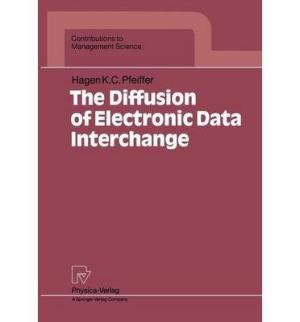 Contributions to
Management Science
Hagen K.C. Pfeiffer
The Diffusion
of Electronic Data
Interchange
Physica-Verlag
A Springer-Verlag Company